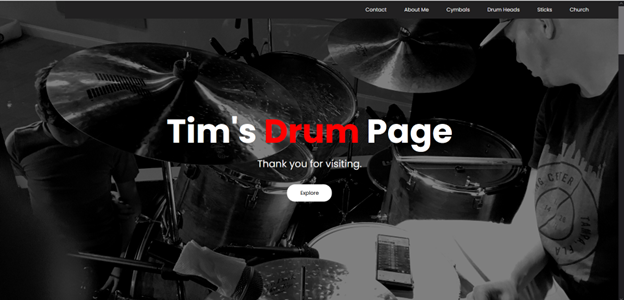 Contact About Me Cymbals Drum Heads Sticks Church
Tim's Drum Page
Thank you for visiting.
Explore